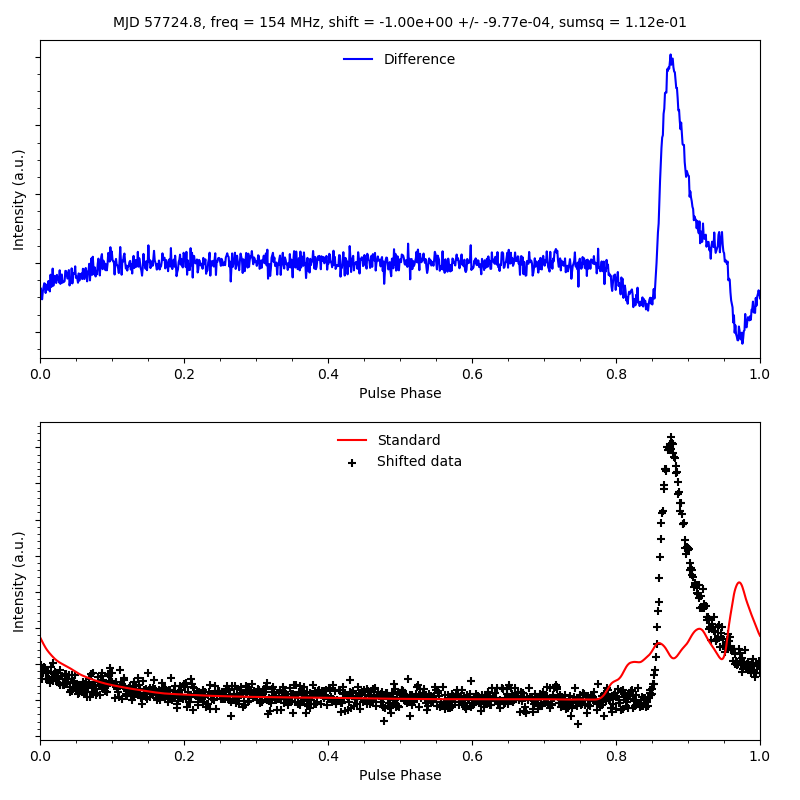 MJD 57724.8, freq = 154 MHz, shift = -1.00e+00 +/- -9.77e-04, sumsq = 1.12e-01
Difference
Intensity (a.u.)
0.0 0.2 0.4 0.6 0.8 1.0
Pulse Phase
Standard
Shifted data
Intensity (a.u.)
0.0 0.2 0.4 0.6 0.8 1.0
Pulse Phase